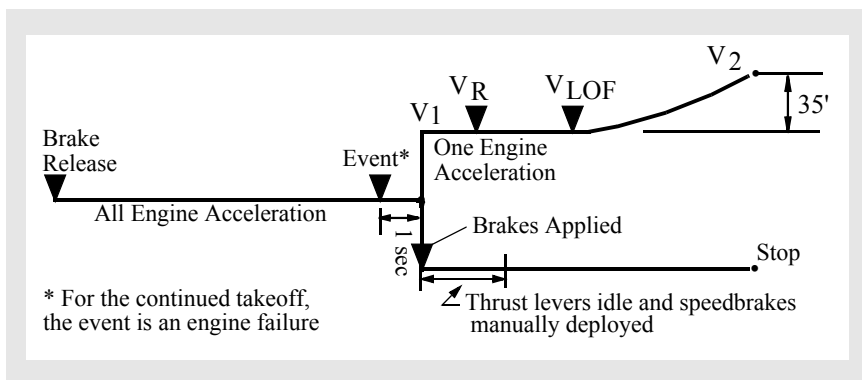 V2
VR
VLOF
V1
35'
Brake
Release
Event*
One Engine
Acceleration
All Engine Acceleration
1 sec
Brakes Applied
Stop
* For the continued takeoff,
the event is an engine failure
Thrust levers idle and speedbrakes
manually deployed